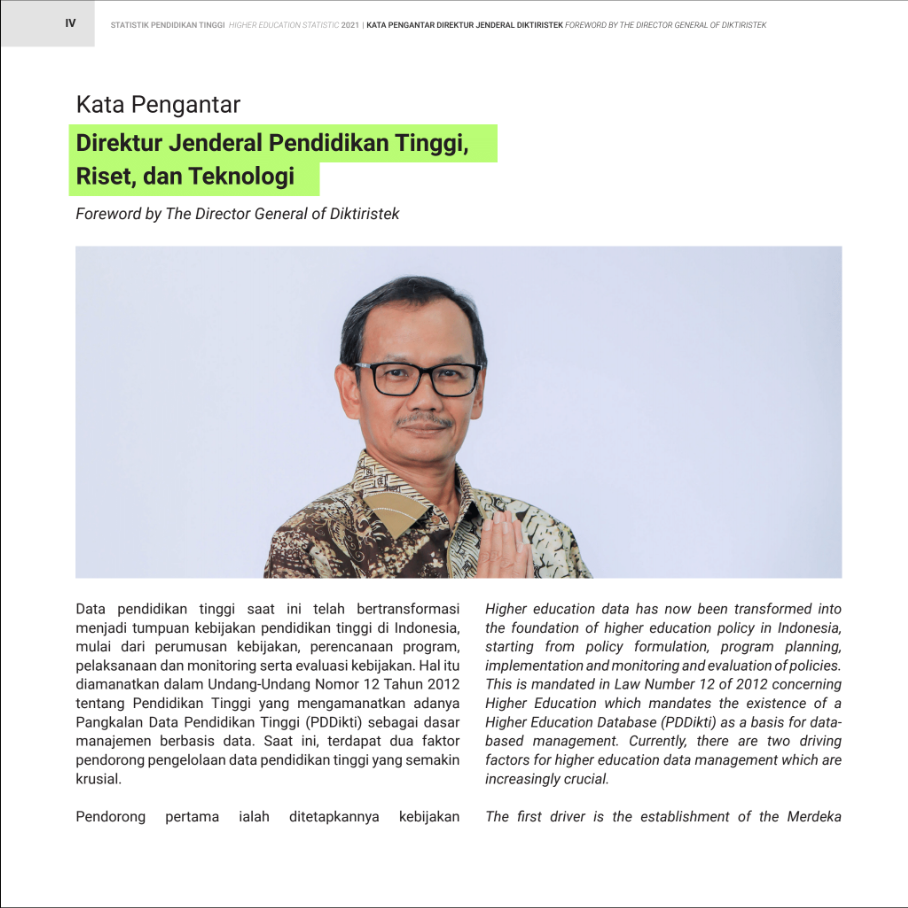 IV
STATISTIK PENDIDIKAN TINGGI HIGHER EDUCATION STATISTIC 2021 | KATA PENGANTAR DIREKTUR JENDERAL DIKTIRISTEK FOREWORD BY THE DIRECTOR GENERAL OF DIKTIRISTEK
Kata Pengantar
Direktur Jenderal Pendidikan Tinggi,
Riset, dan Teknologi
Foreword by The Director General of Diktiristek
Data pendidikan tinggi saat ini telah bertransformasi
menjadi tumpuan kebijakan pendidikan tinggi di Indonesia,
mulai dari perumusan kebijakan, perencanaan program,
pelaksanaan dan monitoring serta evaluasi kebijakan. Hal itu
diamanatkan dalam Undang-Undang Nomor 12 Tahun 2012
tentang Pendidikan Tinggi yang mengamanatkan adanya
Pangkalan Data Pendidikan Tinggi (PDDikti) sebagai dasar
manajemen berbasis data. Saat ini, terdapat dua faktor
pendorong pengelolaan data pendidikan tinggi yang semakin
krusial.
Pendorong pertama ialah ditetapkannya kebijakan
Higher education data has now been transformed into
the foundation of higher education policy in Indonesia,
starting from policy formulation, program planning,
implementation and monitoring and evaluation of policies.
This is mandated in Law Number 12 of 2012 concerning
Higher Education which mandates the existence of a
Higher Education Database (PDDikti) as a basis for data-
based management. Currently, there are two driving
factors for higher education data management which are
increasingly crucial.
The first driver is the establishment of the Merdeka